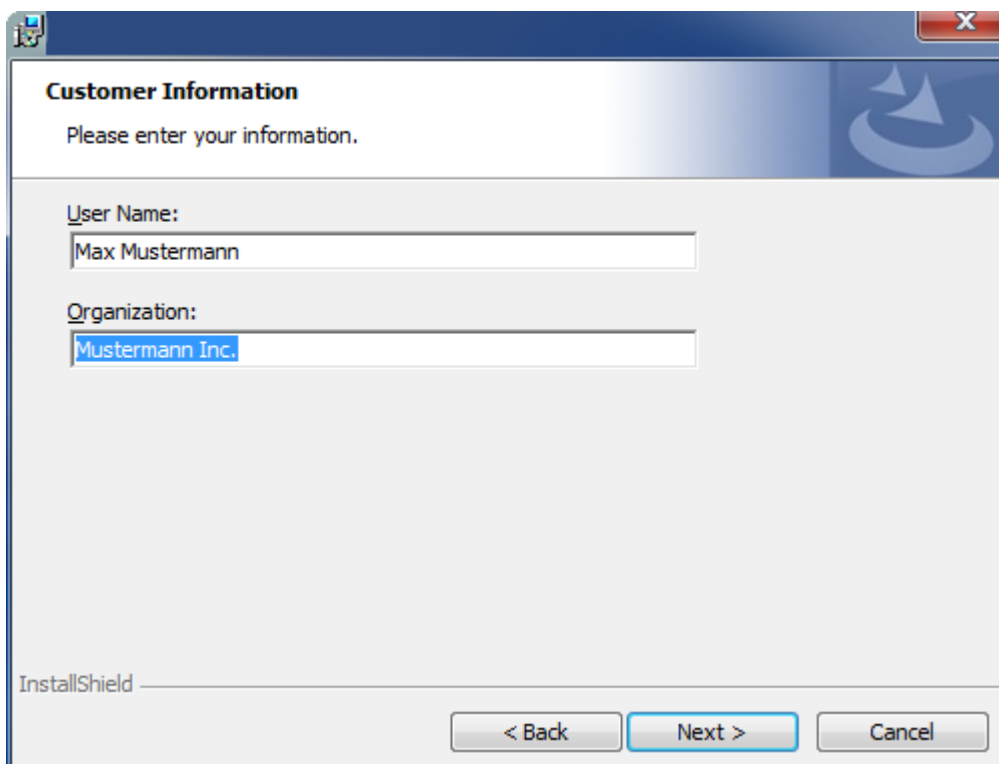 Customer Information
Please enter your information.
User Name:
Max Mustermann
Organization:
Mustermann Inc.
InstallShield
< Back Next > Cancel